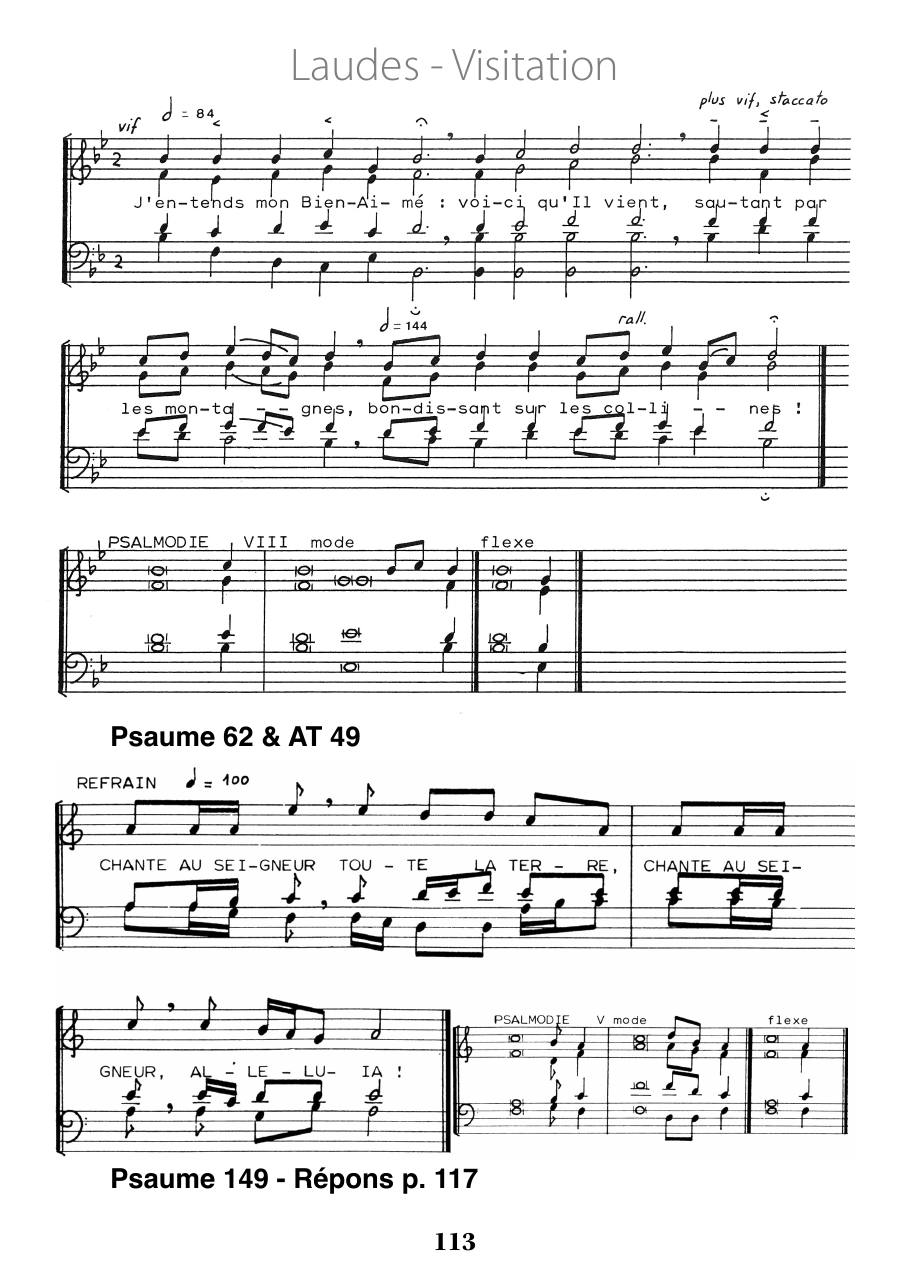 Laudes - Visitation
vif 𝅗𝅥 = 84 plus vif, staccato
J'en-tends mon Bien-Ai- mé : voi-ci qu'Il vient, sau-tant par
𝅗𝅥 = 144 rall.
les mon-ta - - gnes, bon-dis-sant sur les col-li - - nes !
PSALMODIE VIII mode flexe
Psaume 62 & AT 49
REFRAIN ♩ = 100
CHANTE AU SEI-GNEUR TOU - TE LA TER - RE, CHANTE AU SEI-
PSALMODIE V mode flexe
GNEUR, AL - LE - LU- IA !
Psaume 149 - Répons p. 117
113